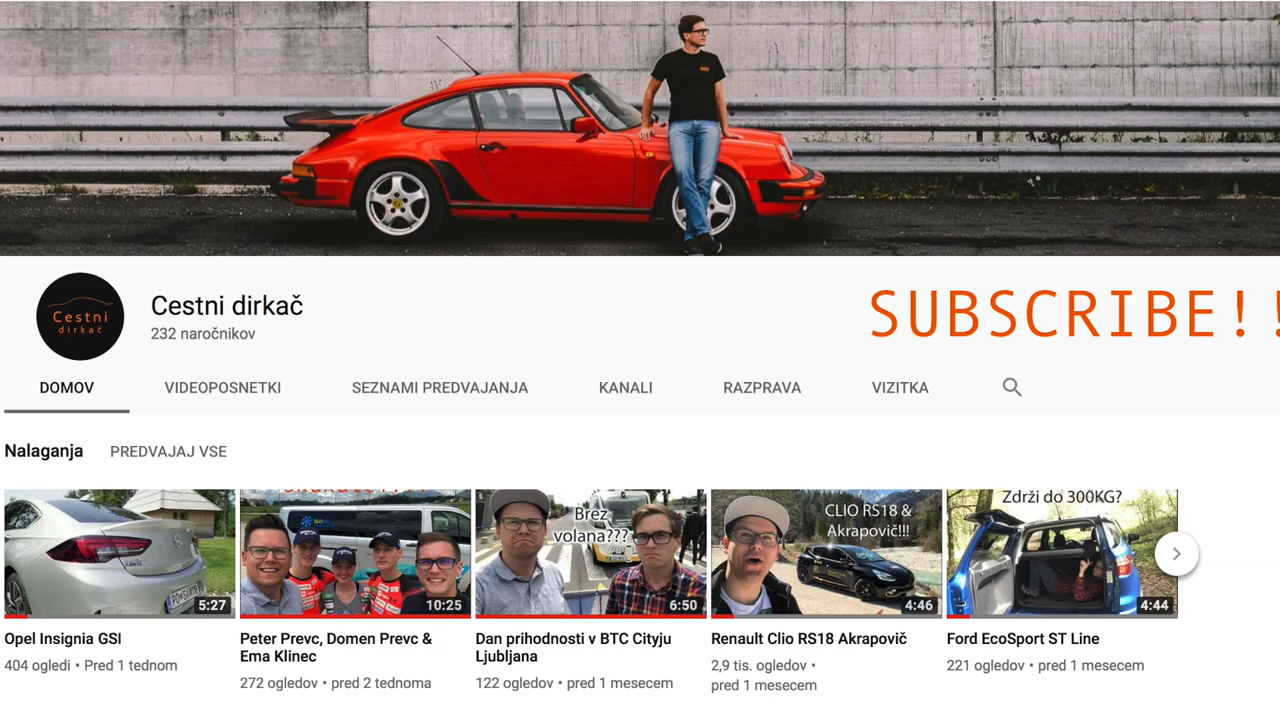 Cestni
dirkač
Cestni dirkač
232 naročnikov
SUBSCRIBE!!
DOMOV VIDEOPOSNETKI SEZNAMI PREDVAJANJA KANALI RAZPRAVA VIZITKA
Nalaganja PREDVAJAJ VSE
5:27
Opel Insignia GSI
404 ogledi • Pred 1 tednom
10:25
Peter Prevc, Domen Prevc &
Ema Klinec
272 ogledov • pred 2 tednoma
Brez
volana???
6:50
Dan prihodnosti v BTC Cityju
Ljubljana
122 ogledov • pred 1 mesecem
CLIO RS18 &
Akrapovič!!!
4:46
Renault Clio RS18 Akrapovič
2,9 tis. ogledov •
pred 1 mesecem
Zdrži do 300KG?
4:44
Ford EcoSport ST Line
221 ogledov • pred 1 mesecem